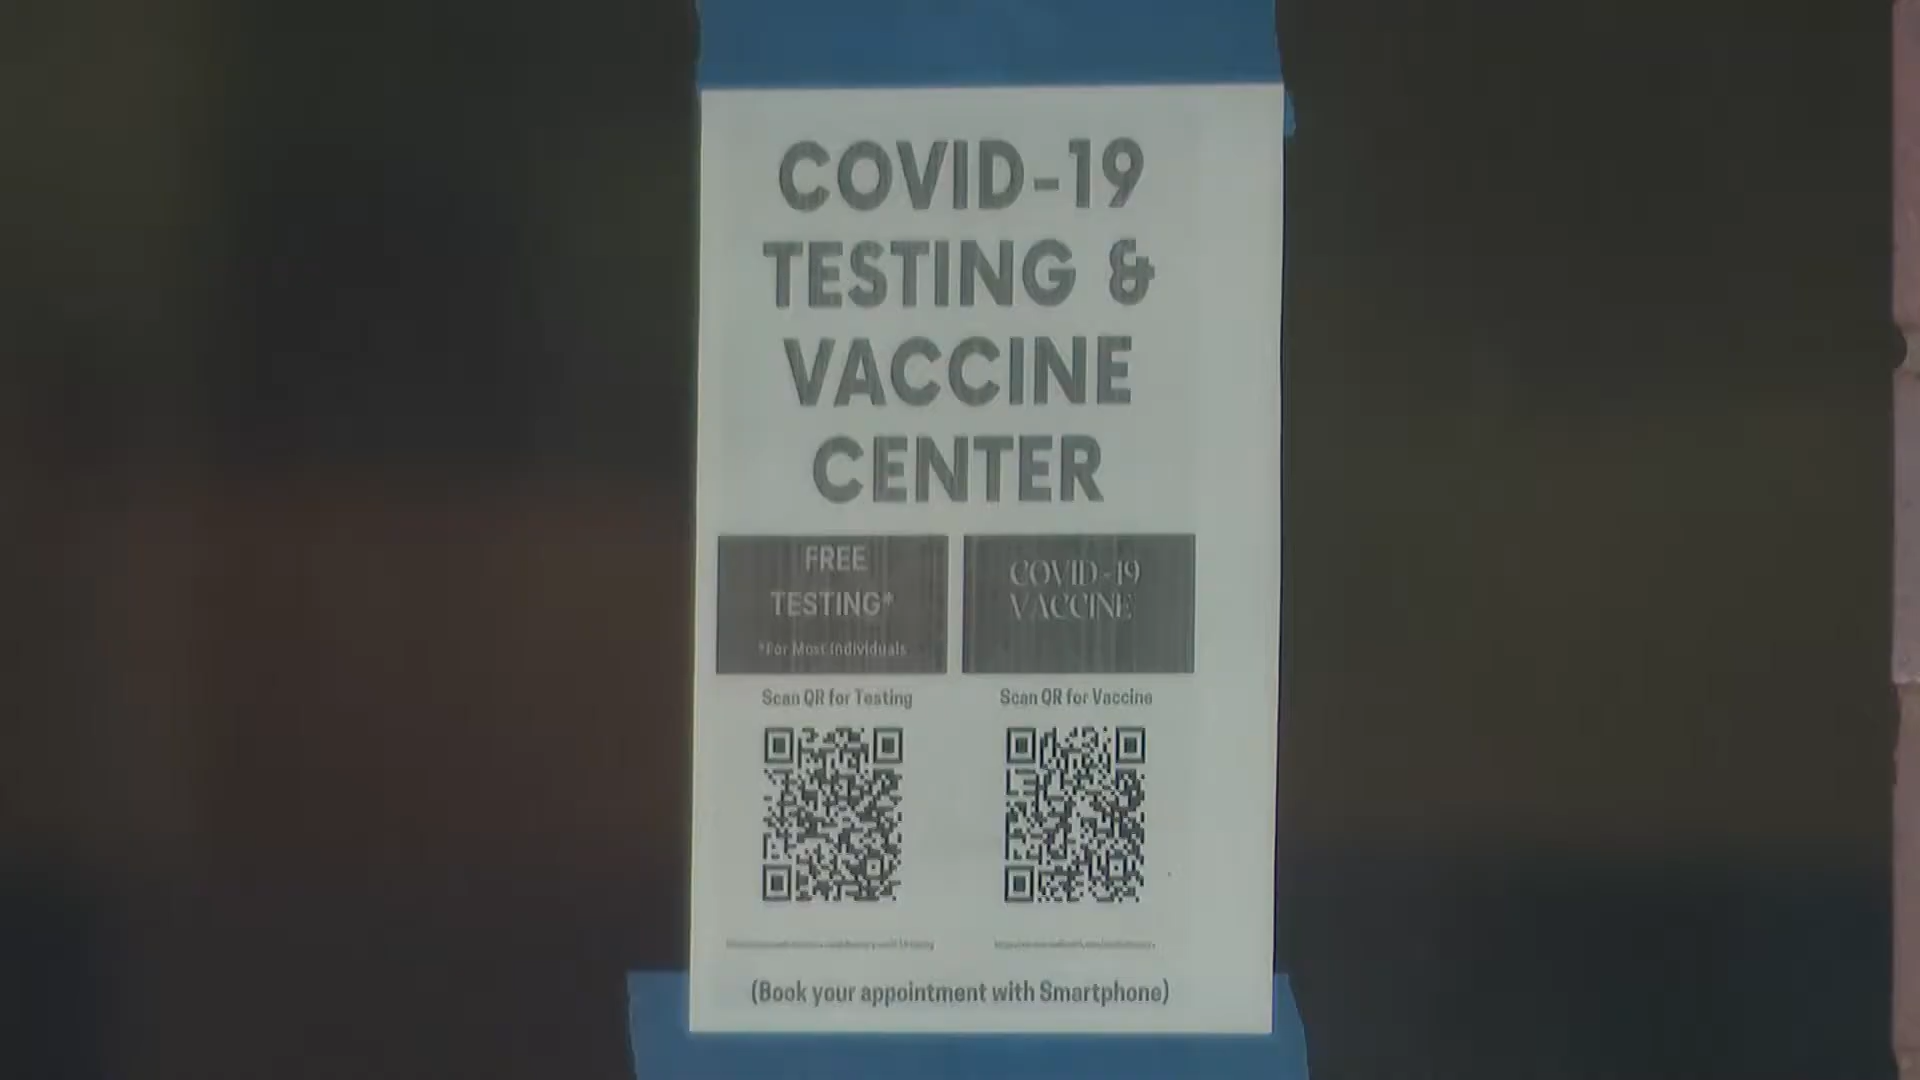 COVID-19
TESTING &
VACCINE
CENTER
FREE
TESTING*
*For Most Individuals
COVID-19
VACCINE
Scan QR for Testing
Scan QR for Vaccine
(Book your appointment with Smartphone)